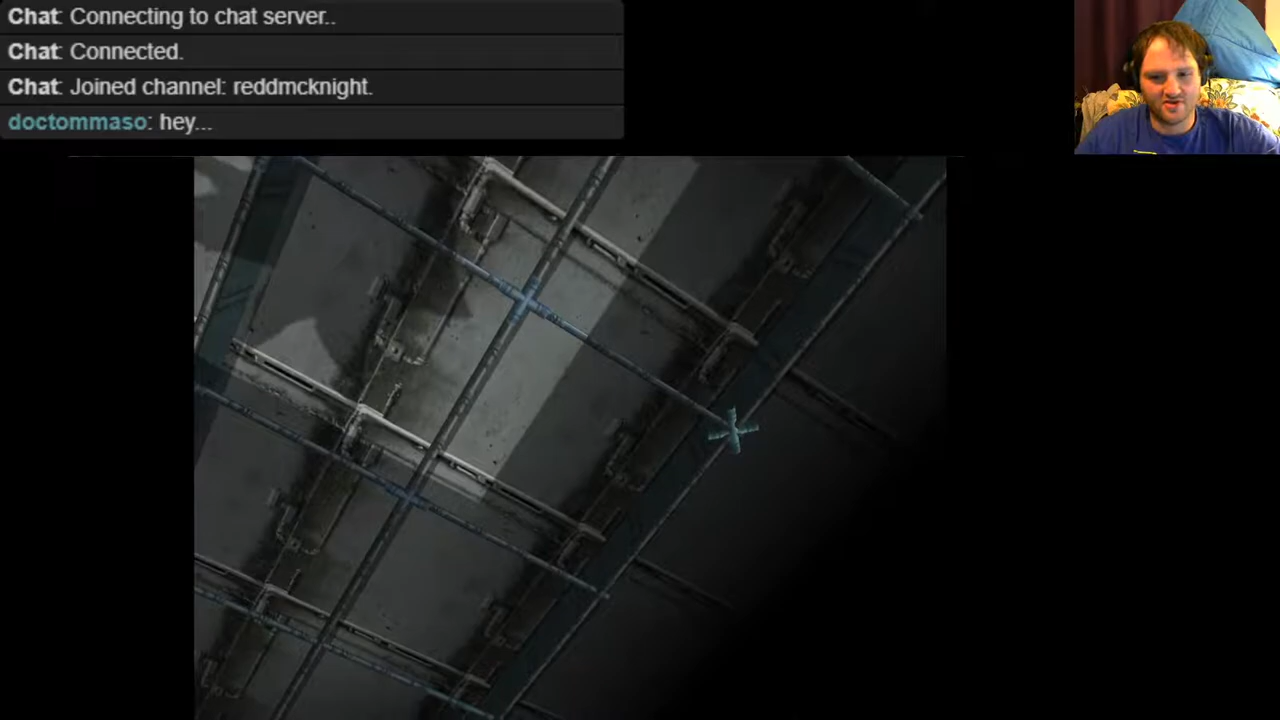 Chat: Connecting to chat server..
Chat: Connected.
Chat: Joined channel: reddmcknight.
doctommaso: hey...